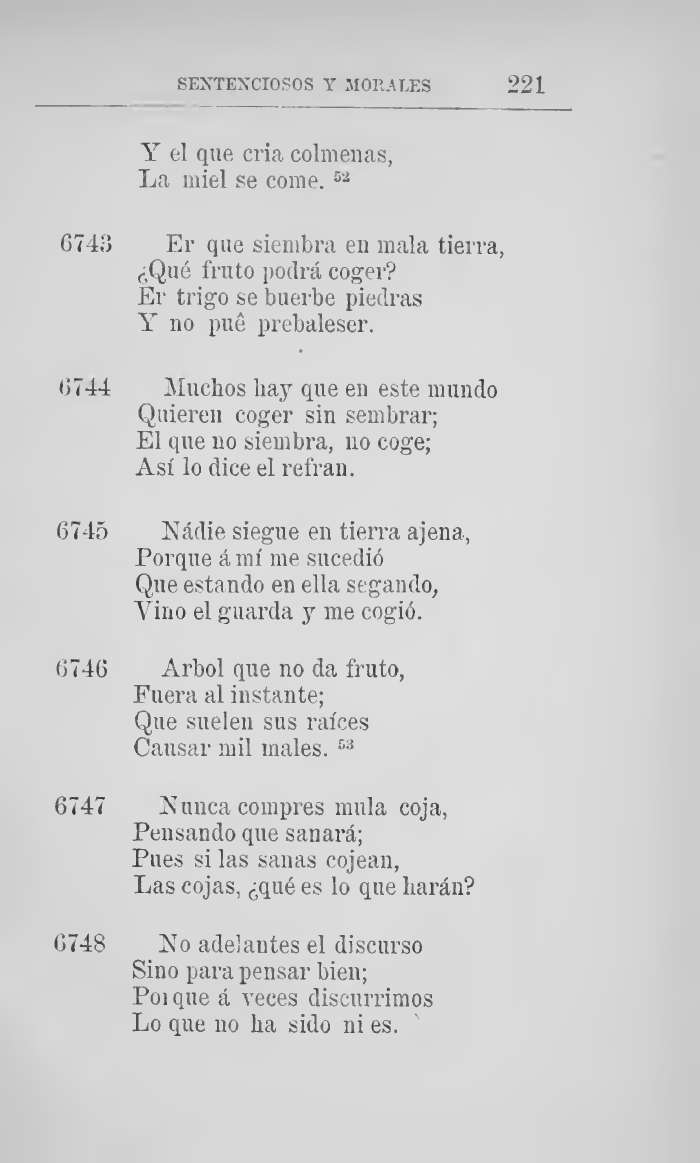 SENTENCIOSOS Y MORALES 221
Y el que cria colmenas,
La miel se come. 52
6743 Er que siembra en mala tierra,
¿Qué fruto podrá coger?
Er trigo se buerbe piedras
Y no puê prebaleser.
6744 Muchos hay que en este mundo
Quieren coger sin sembrar;
El que no siembra, no coge;
Así lo dice el refran.
6745 Nádie siegue en tierra ajena,
Porque á mí me sucedió
Que estando en ella segando,
Vino el guarda y me cogió.
6746 Arbol que no da fruto,
Fuera al instante;
Que suelen sus raíces
Causar mil males. 53
6747 Nunca compres mula coja,
Pensando que sanará;
Pues si las sanas cojean,
Las cojas, ¿qué es lo que harán?
6748 No adelantes el discurso
Sino para pensar bien;
Porque á veces discurrimos
Lo que no ha sido ni es.